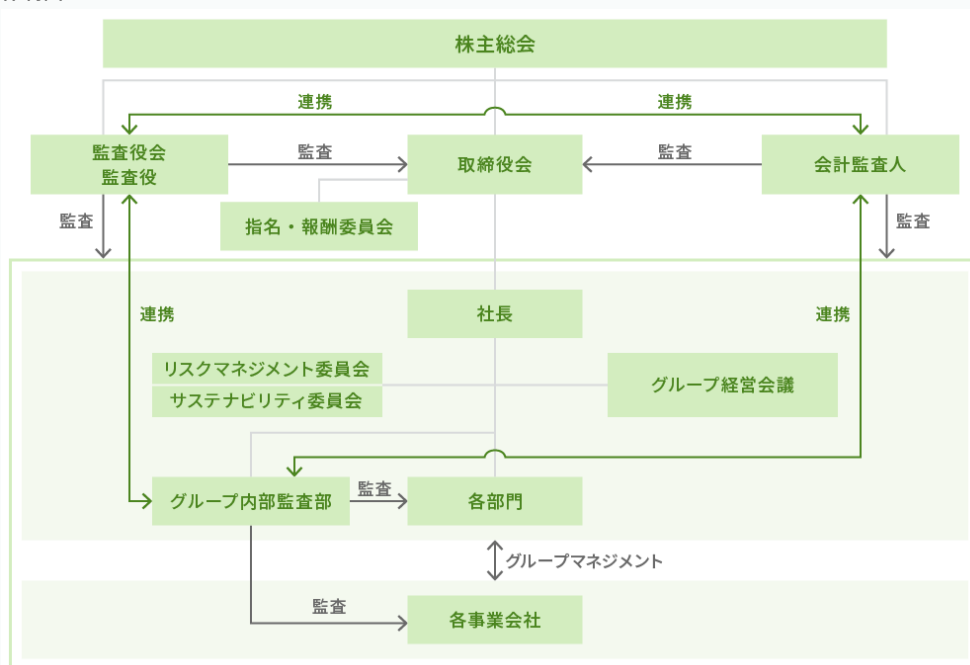 株主総会
連携
連携
監査役会
監査役
監査
取締役会
監査
会計監査人
監査
指名・報酬委員会
監査
社長
連携
連携
リスクマネジメント委員会
サステナビリティ委員会
グループ経営会議
グループ内部監査部
監査
各部門
グループマネジメント
監査
各事業会社